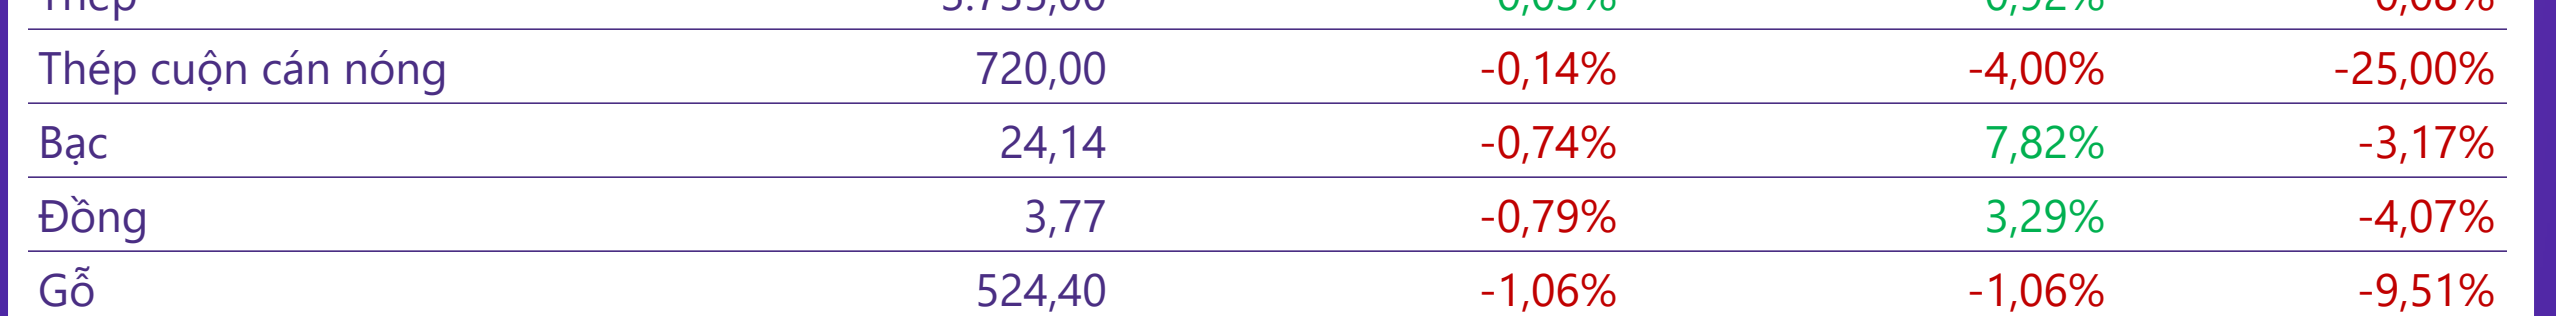 Thép
Thép cuộn cán nóng 720,00 -0,14% -4,00% -25,00%
Bạc 24,14 -0,74% 7,82% -3,17%
Đồng 3,77 -0,79% 3,29% -4,07%
Gỗ 524,40 -1,06% -1,06% -9,51%